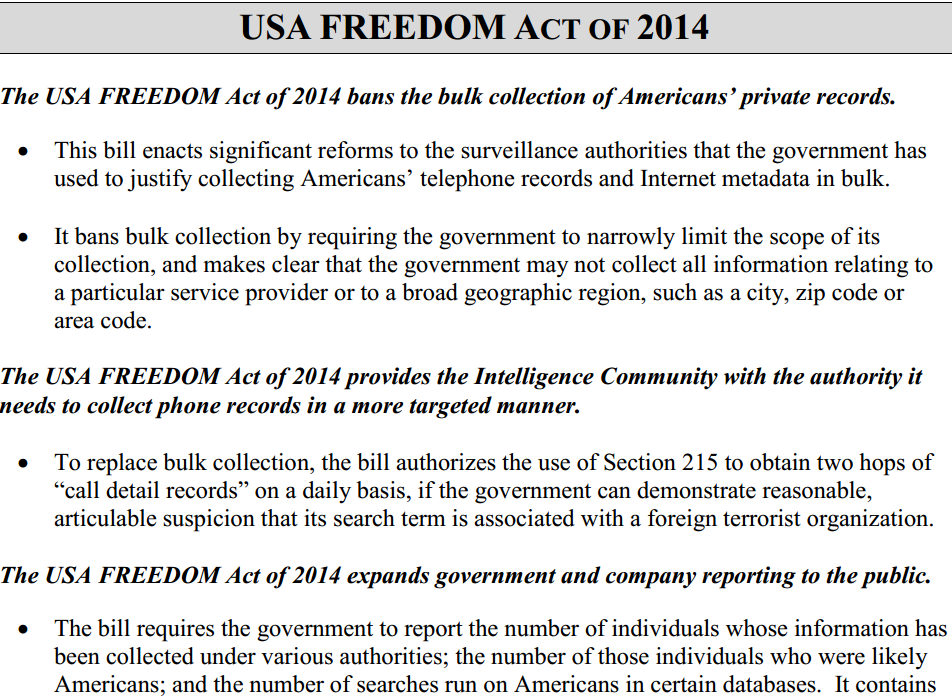 USA FREEDOM ACT OF 2014
The USA FREEDOM Act of 2014 bans the bulk collection of Americans’ private records.
• This bill enacts significant reforms to the surveillance authorities that the government has
used to justify collecting Americans’ telephone records and Internet metadata in bulk.
• It bans bulk collection by requiring the government to narrowly limit the scope of its
collection, and makes clear that the government may not collect all information relating to
a particular service provider or to a broad geographic region, such as a city, zip code or
area code.
The USA FREEDOM Act of 2014 provides the Intelligence Community with the authority it
needs to collect phone records in a more targeted manner.
• To replace bulk collection, the bill authorizes the use of Section 215 to obtain two hops of
“call detail records” on a daily basis, if the government can demonstrate reasonable,
articulable suspicion that its search term is associated with a foreign terrorist organization.
The USA FREEDOM Act of 2014 expands government and company reporting to the public.
• The bill requires the government to report the number of individuals whose information has
been collected under various authorities; the number of those individuals who were likely
Americans; and the number of searches run on Americans in certain databases. It contains